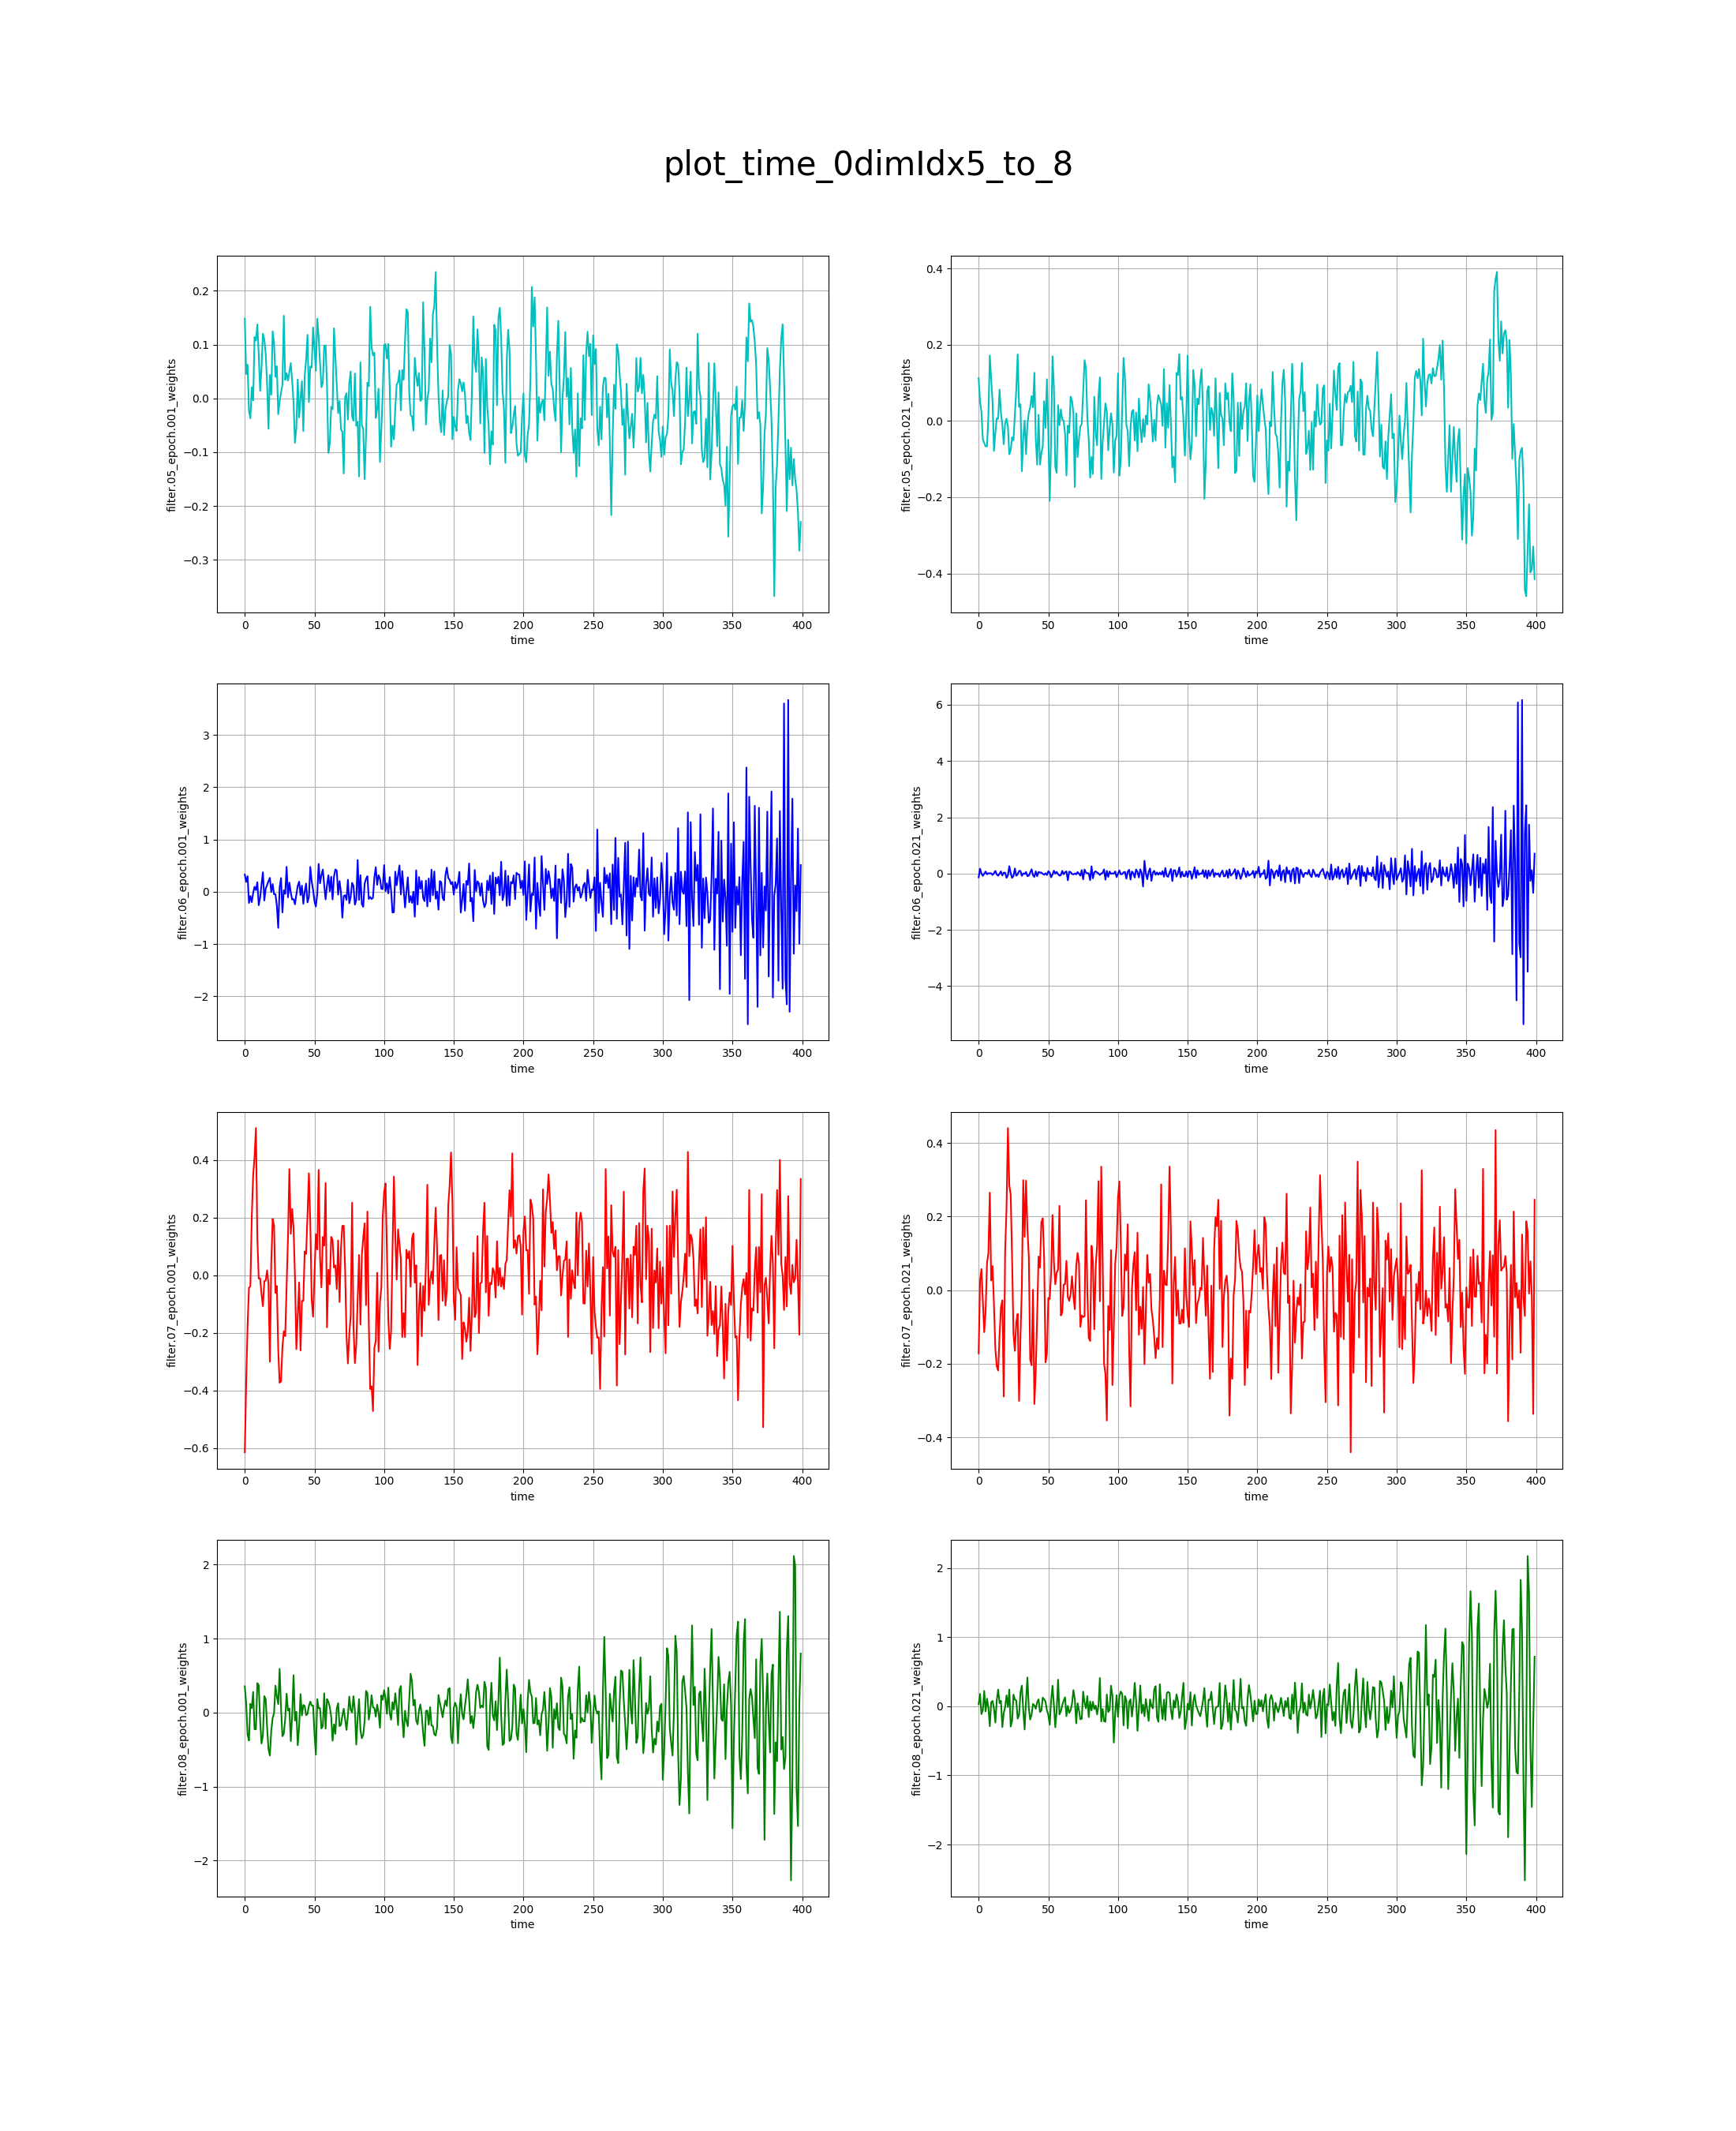 plot_time_0dimIdx5_to_8
filter.05_epoch.001_weights
0.2
0.1
0.0
−0.1
−0.2
−0.3
0 50 100 150 200 250 300 350 400
time
filter.05_epoch.021_weights
0.4
0.2
0.0
−0.2
−0.4
0 50 100 150 200 250 300 350 400
time
filter.06_epoch.001_weights
3
2
1
0
−1
−2
0 50 100 150 200 250 300 350 400
time
filter.06_epoch.021_weights
6
4
2
0
−2
−4
0 50 100 150 200 250 300 350 400
time
filter.07_epoch.001_weights
0.4
0.2
0.0
−0.2
−0.4
−0.6
0 50 100 150 200 250 300 350 400
time
filter.07_epoch.021_weights
0.4
0.2
0.0
−0.2
−0.4
0 50 100 150 200 250 300 350 400
time
filter.08_epoch.001_weights
2
1
0
−1
−2
0 50 100 150 200 250 300 350 400
time
filter.08_epoch.021_weights
2
1
0
−1
−2
0 50 100 150 200 250 300 350 400
time